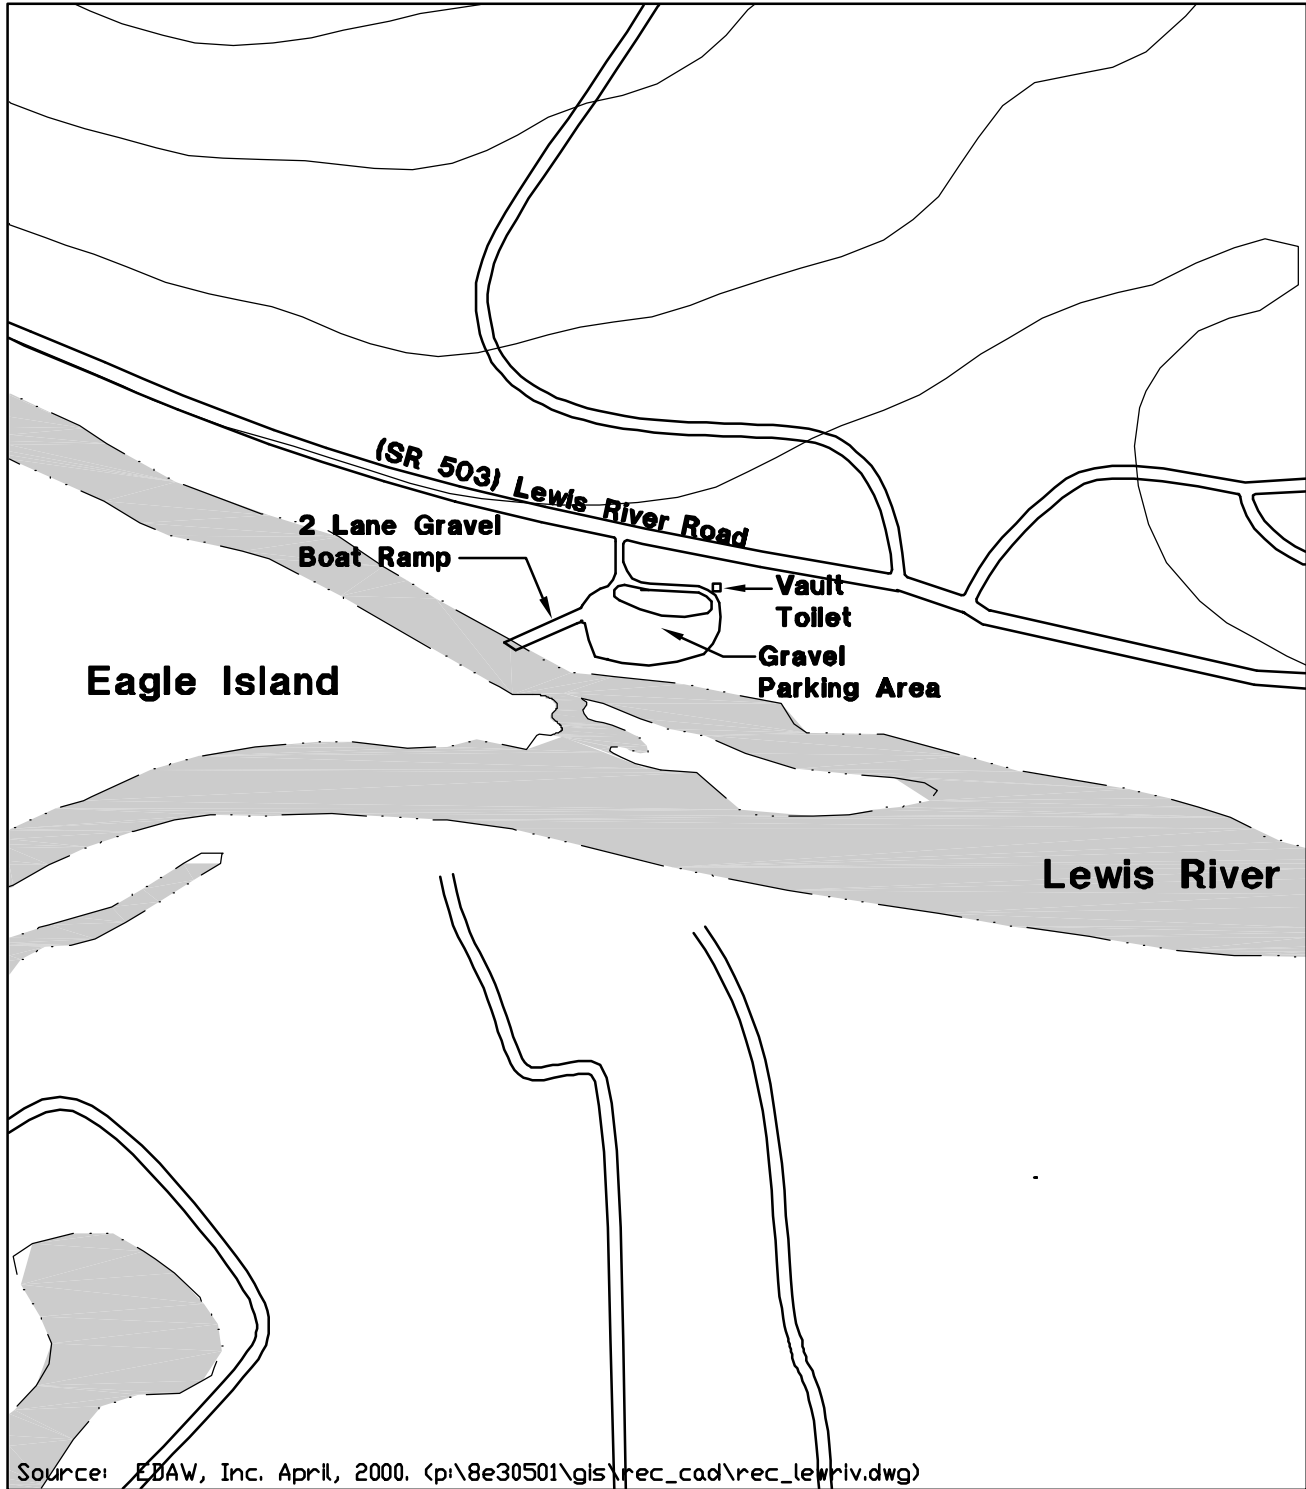 (SR 503) Lewis River Road
2 Lane Gravel
Boat Ramp
Vault
Toilet
Gravel
Parking Area
Eagle Island
Lewis River
Source: EDAW, Inc. April, 2000. (p:\8e30501\gis\rec_cad\rec_lewriv.dwg)